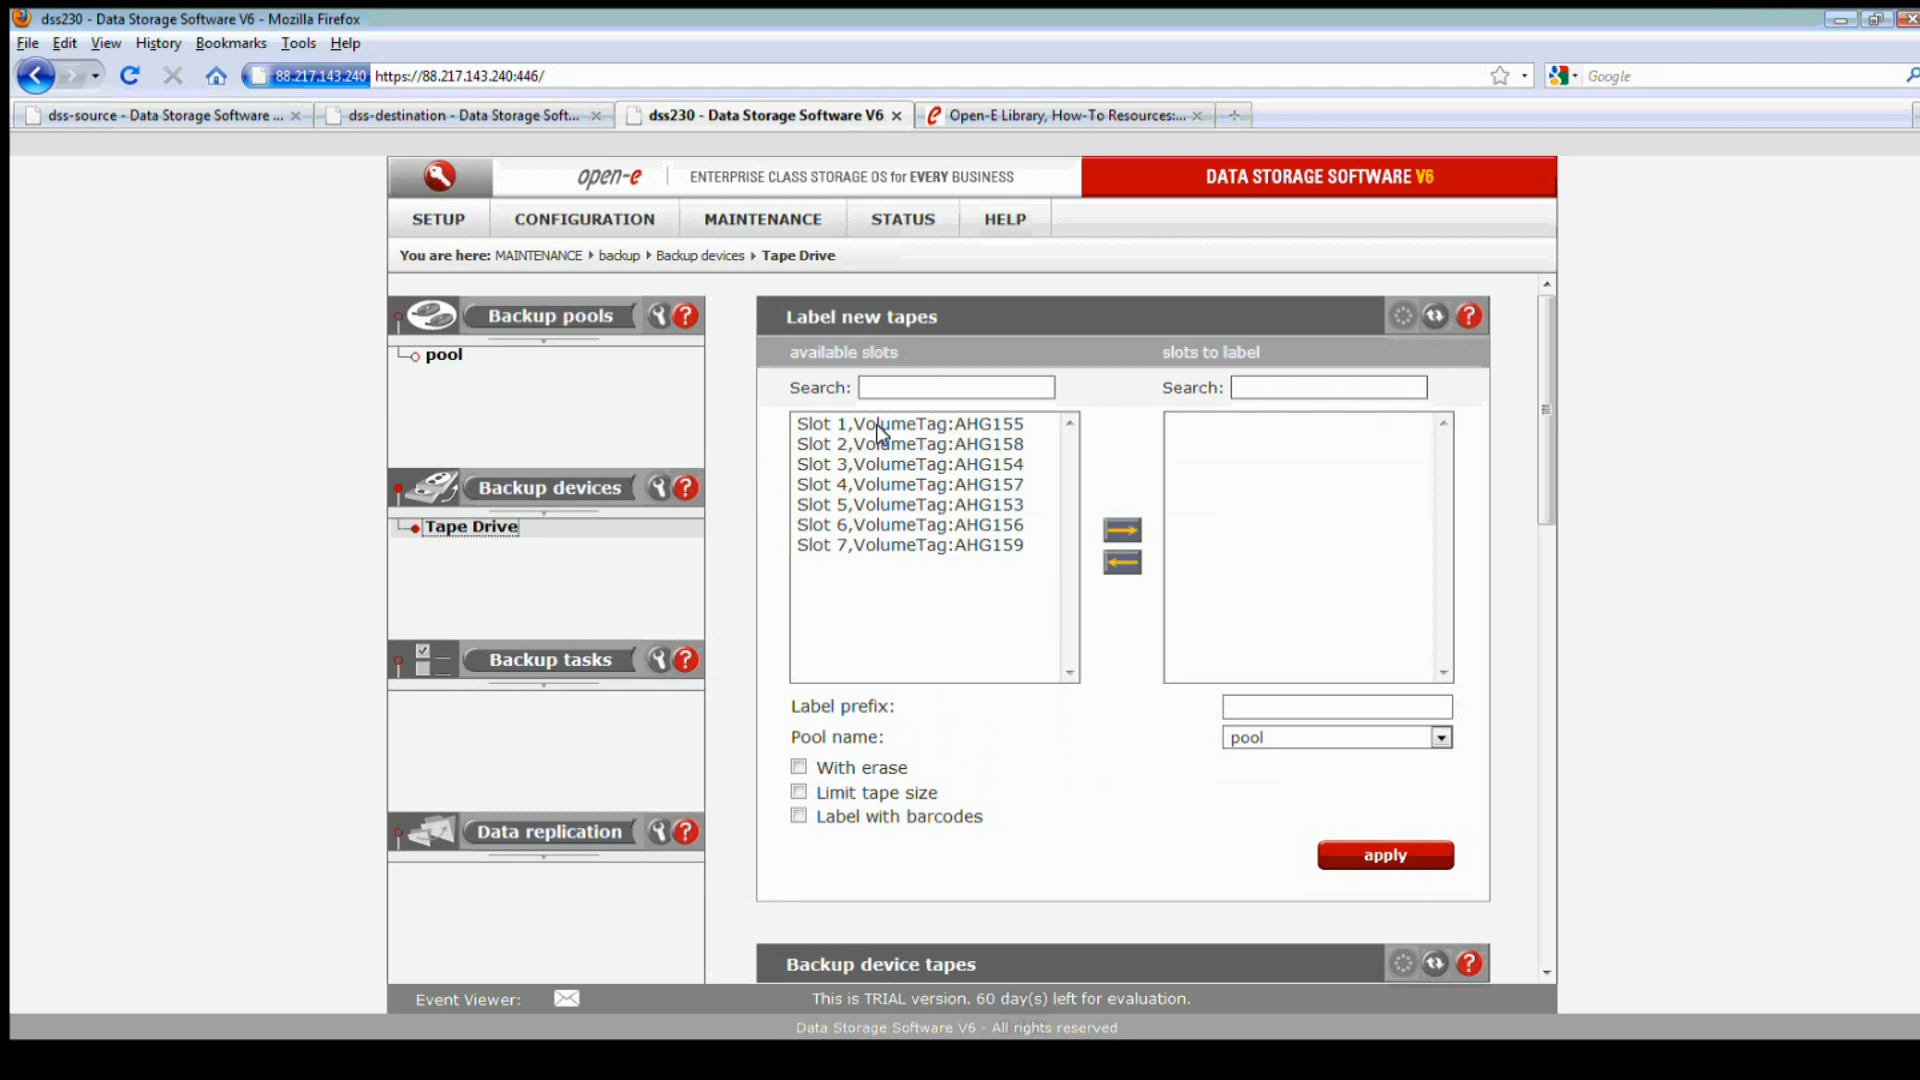 dss230 - Data Storage Software V6 - Mozilla Firefox
File Edit View History Bookmarks Tools Help
88.217.143.240 https://88.217.143.240:446/ Google
dss-source - Data Storage Software ... dss-destination - Data Storage Soft... dss230 - Data Storage Software V6 Open-E Library, How-To Resources:...
open-e ENTERPRISE CLASS STORAGE OS for EVERY BUSINESS DATA STORAGE SOFTWARE V6
SETUP CONFIGURATION MAINTENANCE STATUS HELP
You are here: MAINTENANCE backup Backup devices Tape Drive
Backup pools
pool
Backup devices
Tape Drive
Backup tasks
Data replication
Label new tapes
available slots slots to label
Search: Search:
Slot 1,VolumeTag:AHG155
Slot 2,VolumeTag:AHG158
Slot 3,VolumeTag:AHG154
Slot 4,VolumeTag:AHG157
Slot 5,VolumeTag:AHG153
Slot 6,VolumeTag:AHG156
Slot 7,VolumeTag:AHG159
Label prefix:
Pool name: pool
With erase
Limit tape size
Label with barcodes
apply
Backup device tapes
Event Viewer: This is TRIAL version. 60 day(s) left for evaluation.
Data Storage Software V6 - All rights reserved